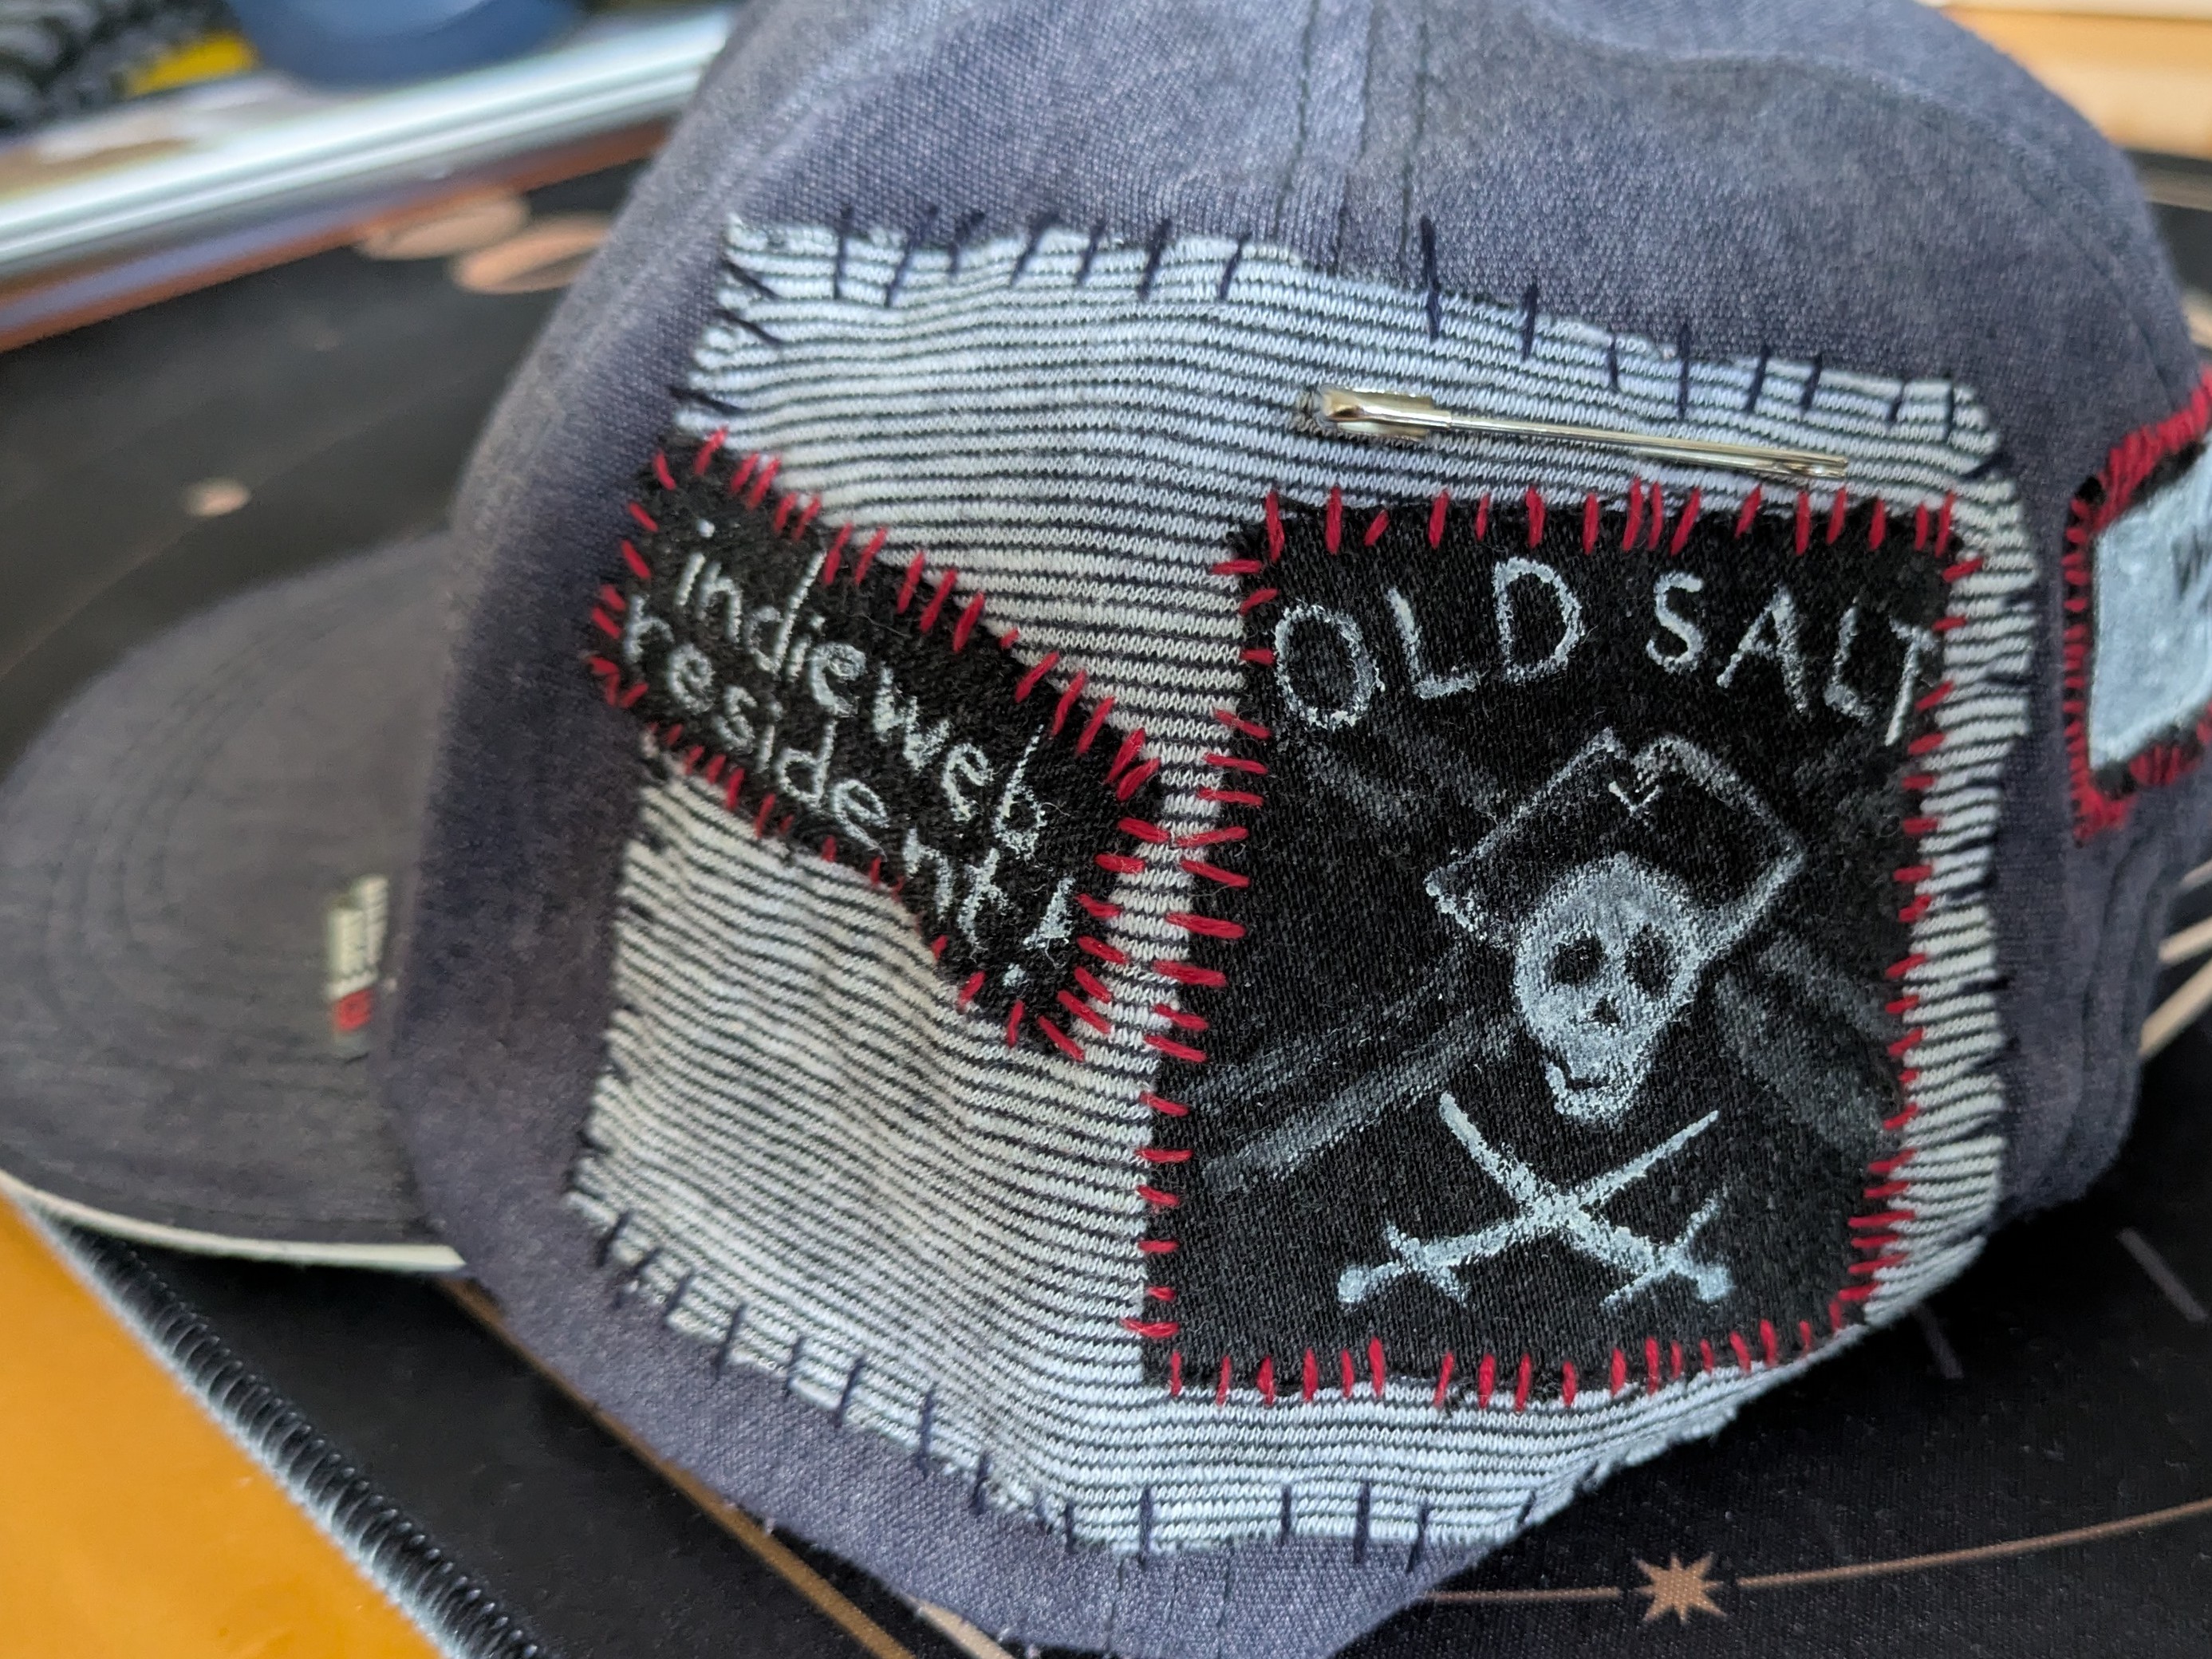 indieweb
resident!
OLD SALT